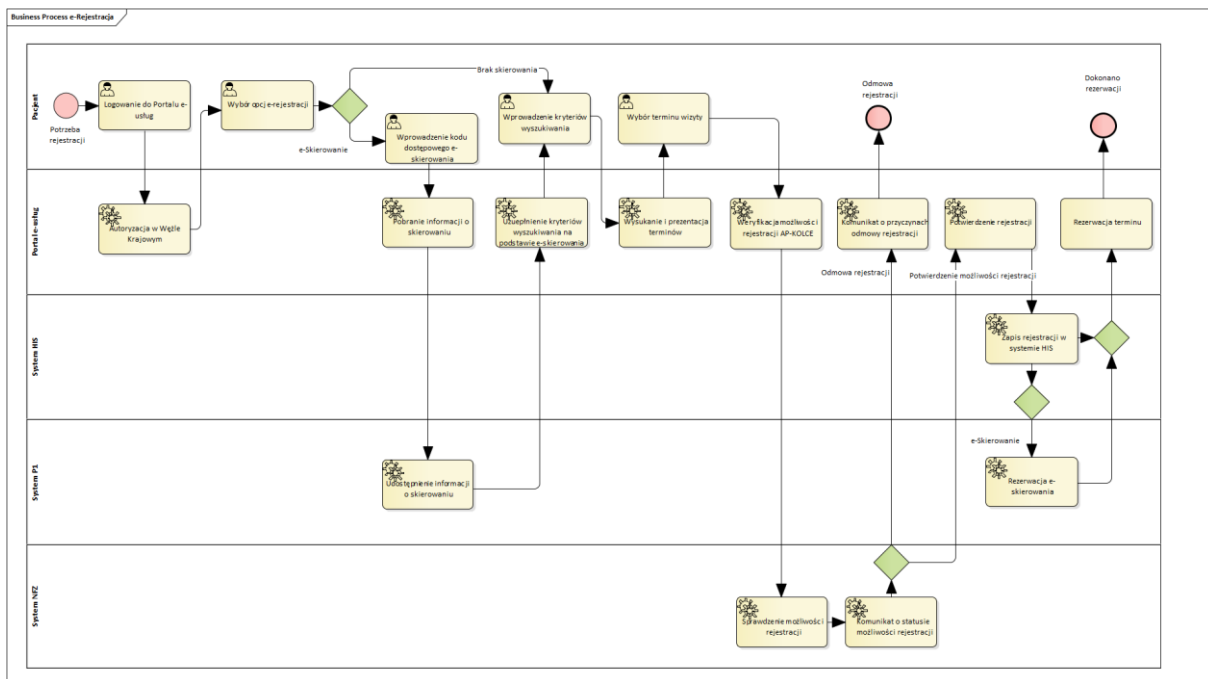 Business Process e-Rejestracja
Pacjent
Potrzeba
rejestracji
Logowanie do Portalu e-
usług
Wybór opcji e-rejestracji
Brak skierowania
e-Skierowanie
Wprowadzenie kodu
dostępowego e-
skierowania
Wprowadzenie kryteriów
wyszukiwania
Wybór terminu wizyty
Odmowa
rejestracji
Dokonano
rezerwacji
Portal e-usług
Autoryzacja w Węźle
Krajowym
Pobranie informacji o
skierowaniu
Uzuepłnienie kryteriów
wyszukiwania na
podstawie e-skierowania
Wysukanie i prezentacja
terminów
Weryfikacja możliwości
rejestracji AP-KOLCE
Komunikat o przyczynach
odmowy rejestracji
Potwierdzenie rejestracji
Rezerwacja terminu
Odmowa rejestracji
Potwierdzenie możliwości rejestracji
System HIS
Zapis rejestracji w
systemie HIS
System P1
Udostępnienie informacji
o skierowaniu
e-Skierowanie
Rezerwacja e-
skierowania
System NFZ
Sprawdzenie możliwości
rejestracji
Komunikat o statusie
możliwości rejestracji